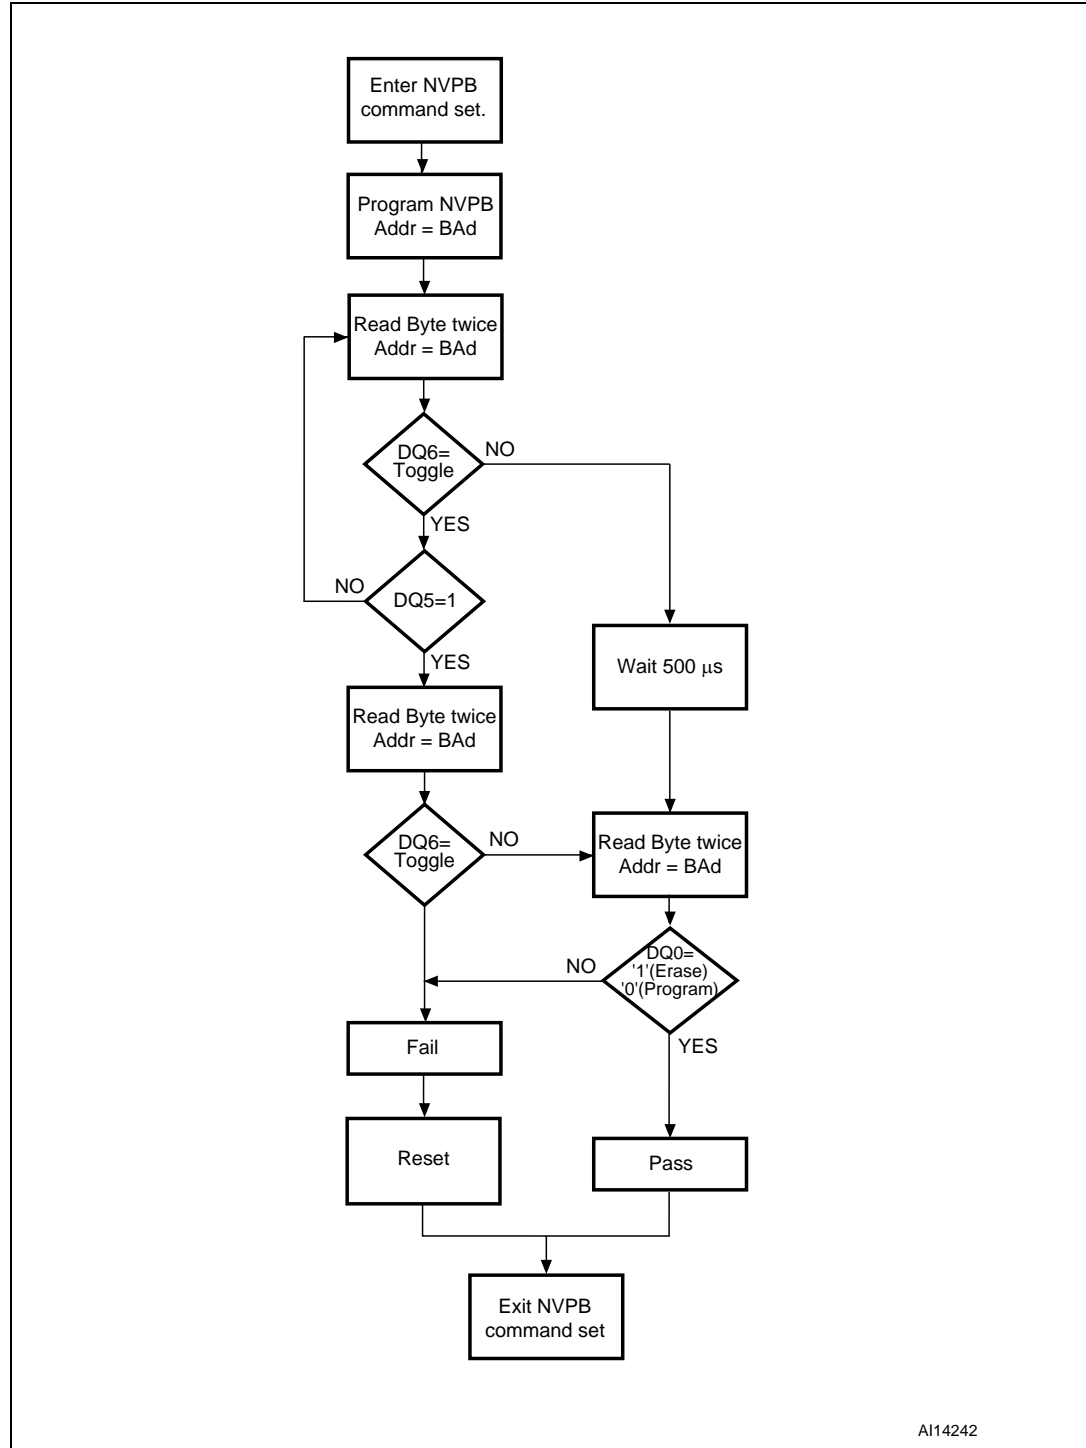 Enter NVPB
command set.
Program NVPB
Addr = BAd
Read Byte twice
Addr = BAd
DQ6=
Toggle
NO
YES
NO
DQ5=1
YES
Wait 500 µs
Read Byte twice
Addr = BAd
DQ6=
Toggle
NO
Read Byte twice
Addr = BAd
DQ0=
'1'(Erase)
'0'(Program)
NO
YES
Fail
Reset
Pass
Exit NVPB
command set
AI14242